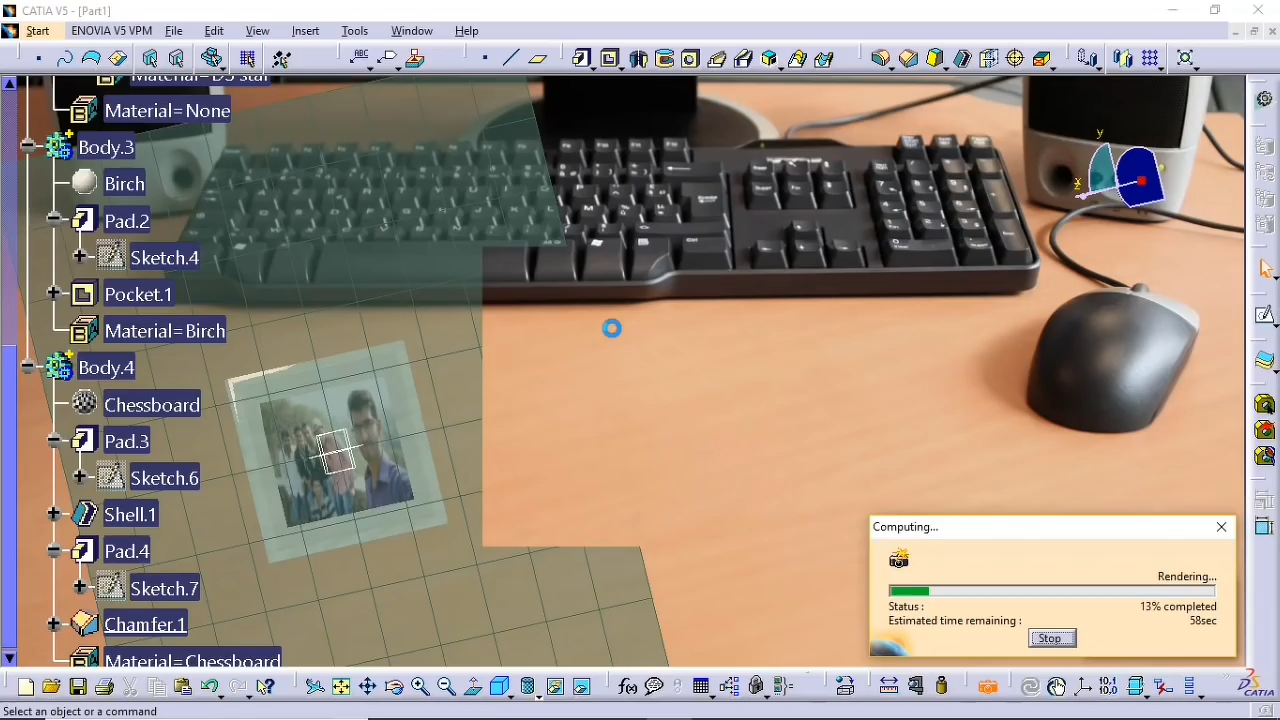 CATIA V5 - [Part1]
Start ENOVIA V5 VPM File Edit View Insert Tools Window Help
Material=None
Body.3
Birch
Pad.2
Sketch.4
Pocket.1
Material=Birch
Body.4
Chessboard
Pad.3
Sketch.6
Shell.1
Pad.4
Sketch.7
Chamfer.1
Material=Chessboard
y
x
z
Computing...
Rendering...
Status : 13% completed
Estimated time remaining : 58sec
Stop
Select an object or a command